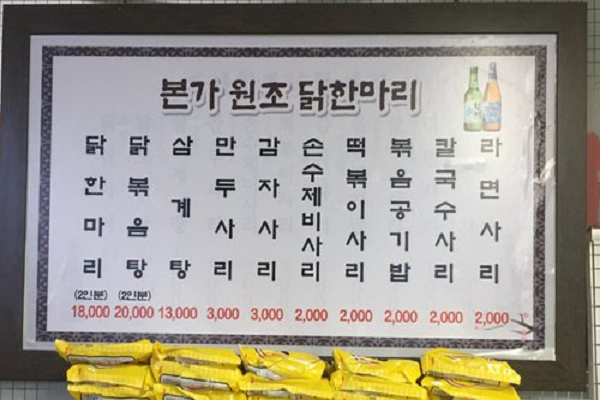 본가 원조 닭한마리
닭한마리
(2인분)
18,000
닭볶음탕
(2인분)
20,000
삼계탕
13,000
만두사리
3,000
감자사리
3,000
손수제비사리
2,000
떡볶이사리
2,000
볶음공기밥
2,000
칼국수사리
2,000
라면사리
2,000